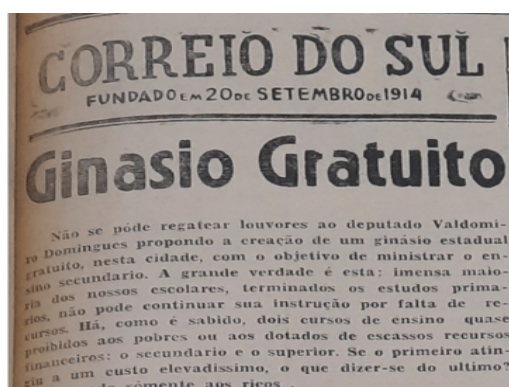 CORREIO DO SUL
FUNDADO EM 20 DE SETEMBRO DE 1914
Ginasio Gratuito
Não se póde regatear louvores ao deputado Valdomi-
ro Domingues propondo a creação de um ginásio estadual
gratuito, nesta cidade, com o objetivo de ministrar o en-
sino secundario. A grande verdade é esta: imensa maio-
ria dos nossos escolares, terminados os estudos prima-
rios, não pode continuar sua instrução por falta de re-
cursos. Há, como é sabido, dois cursos de ensino quase
proibidos aos pobres ou aos dotados de escassos recursos
financeiros: o secundario e o superior. Se o primeiro atin-
giu a um custo elevadissimo, o que dizer-se do ultimo?
sómente aos ricos